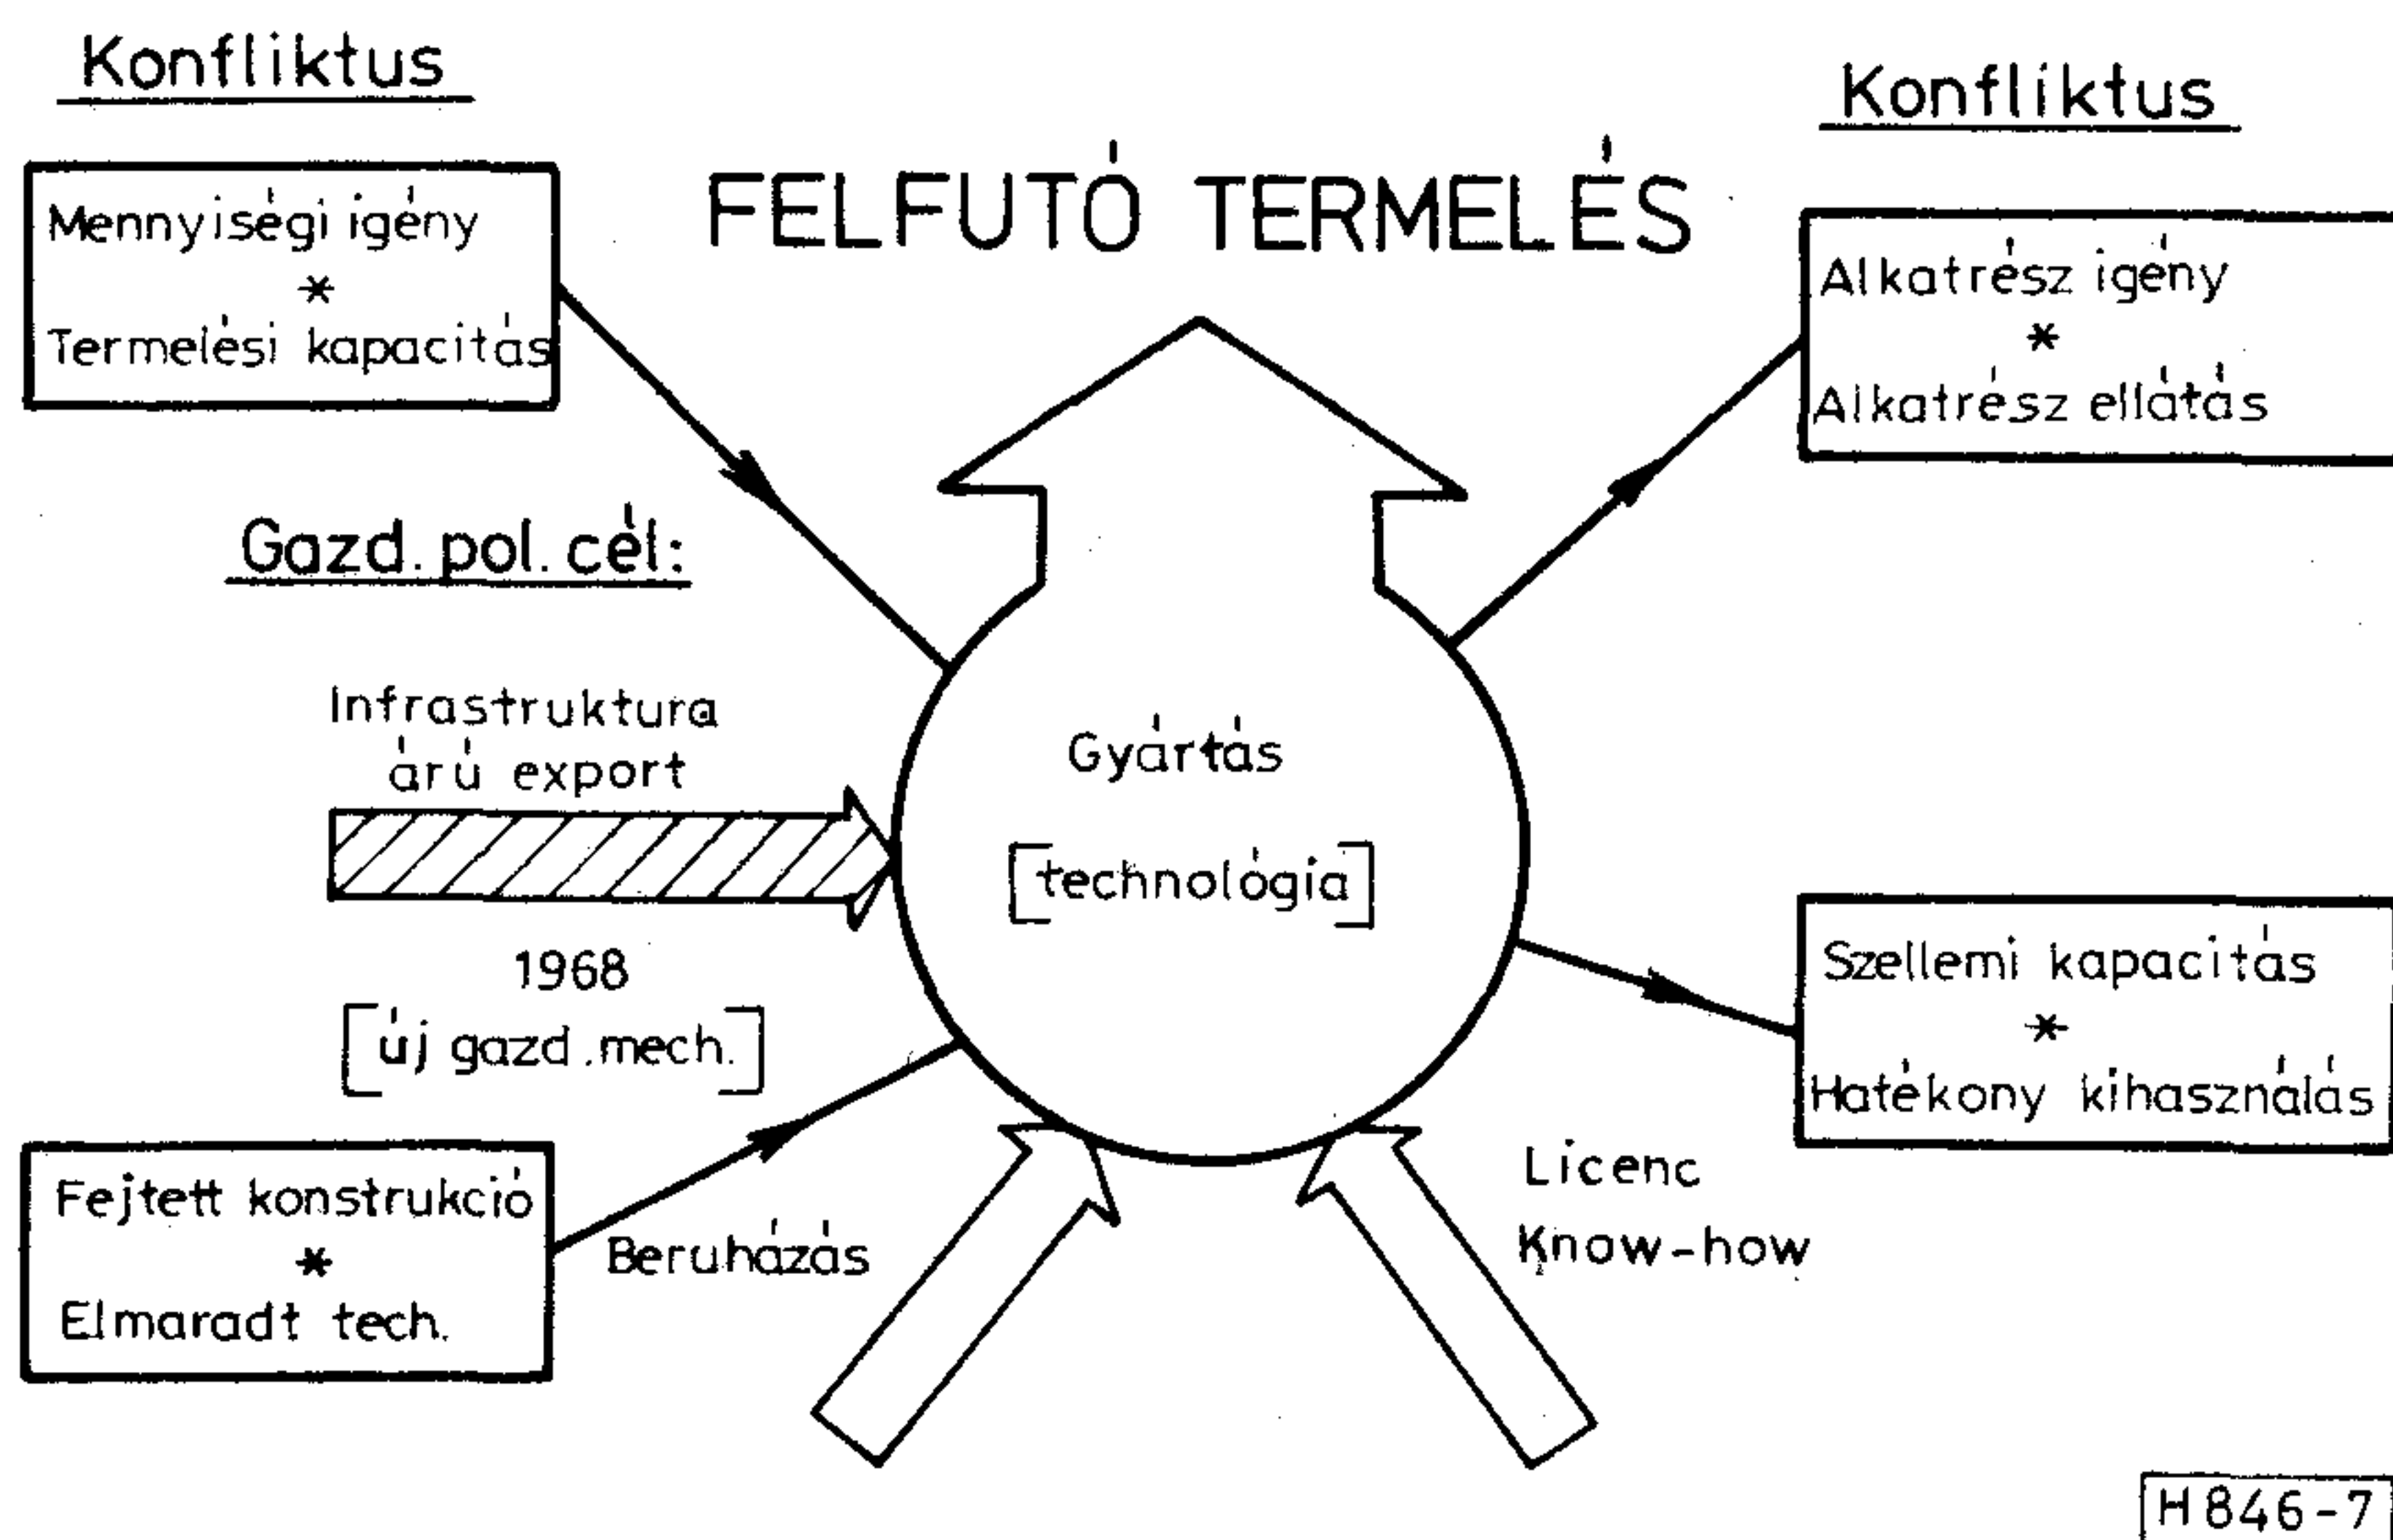 Konfliktus
Mennyiségi igény
*
Termelési kapacitás
FELFUTÓ TERMELÉS
Konfliktus
Alkatrész igény
*
Alkatrész ellátás
Gazd. pol. cél:
Infrastruktura
árú export
1968
[új gazd. mech.]
Gyártás
[technológia]
Szellemi kapacitás
*
Hatékony kihasználás
Fejtett konstrukció
*
Elmaradt tech.
Beruházás
Licenc
Know-how
H 846-7